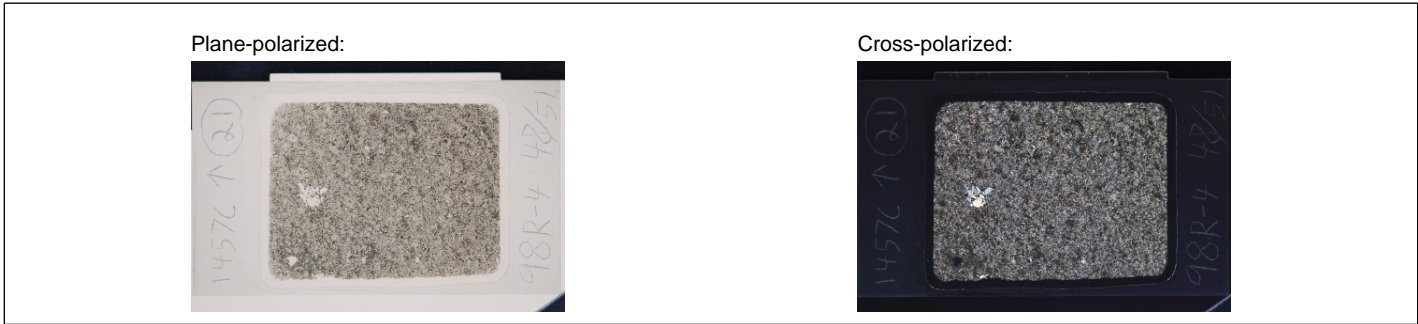 Plane-polarized:
Cross-polarized:
1457C ↑ 21
98R-4 48/51
1457C ↑ 21
98R-4 48/51